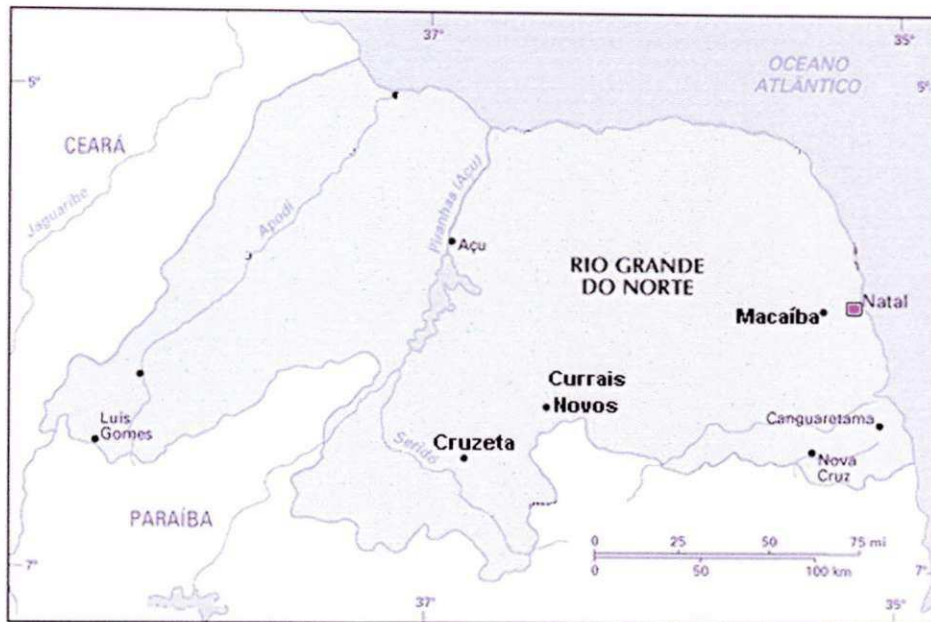 37°
35°
OCEANO
ATLÂNTICO
5°
5°
CEARÁ
Jaguaribe
Apodi
Piranhas (Açu)
Açu
RIO GRANDE
DO NORTE
Macaíba
Natal
Currais
Novos
Luís
Gomes
Canguaretama
Cruzeta
Seridó
Nova
Cruz
PARAÍBA
0 25 50 75 mi
0 50 100 km
7°
7°
37°
35°